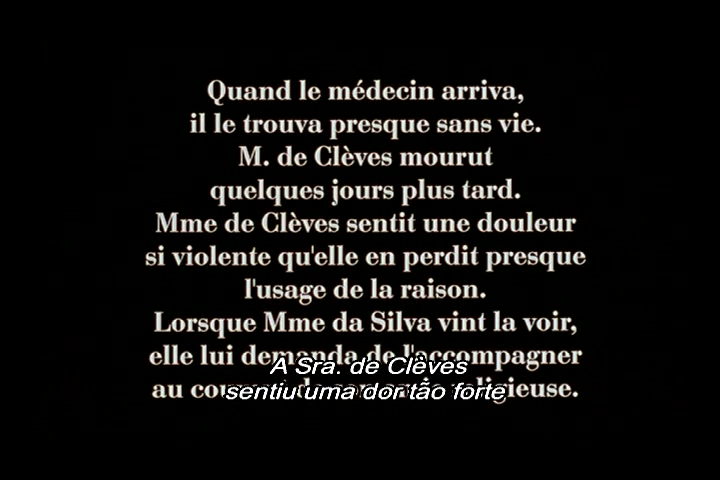 Quand le médecin arriva,
il le trouva presque sans vie.
M. de Clèves mourut
quelques jours plus tard.
Mme de Clèves sentit une douleur
si violente qu'elle en perdit presque
l'usage de la raison.
Lorsque Mme da Silva vint la voir,
elle lui demanda de l'accompagner
au religieuse.
A Sra. de Clèves
sentiu uma dor tão forte